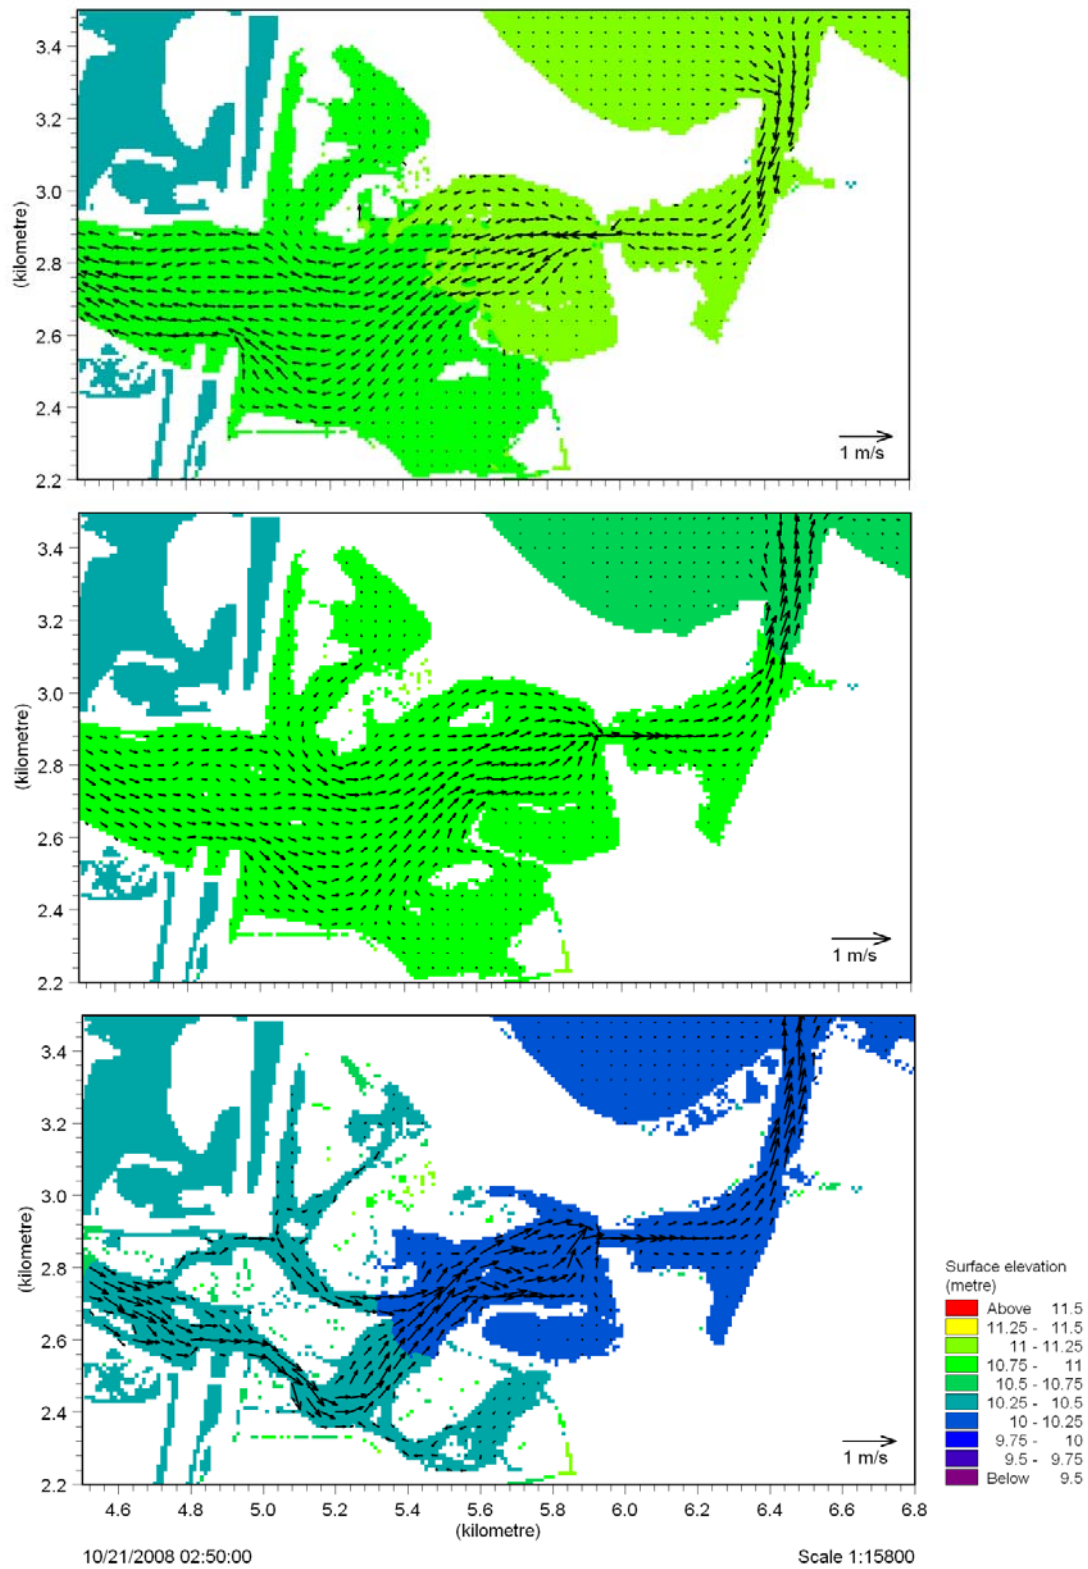 3.4
3.2
3.0
(kilometre)
2.8
2.6
2.4
1 m/s
2.2
3.4
3.2
3.0
(kilometre)
2.8
2.6
2.4
1 m/s
2.2
3.4
3.2
3.0
(kilometre)
2.8
2.6
2.4
1 m/s
2.2
4.6 4.8 5.0 5.2 5.4 5.6 5.8 6.0 6.2 6.4 6.6 6.8
(kilometre)
10/21/2008 02:50:00 Scale 1:15800
Surface elevation
(metre)
Above 11.5
11.25 - 11.5
11 - 11.25
10.75 - 11
10.5 - 10.75
10.25 - 10.5
10 - 10.25
9.75 - 10
9.5 - 9.75
Below 9.5